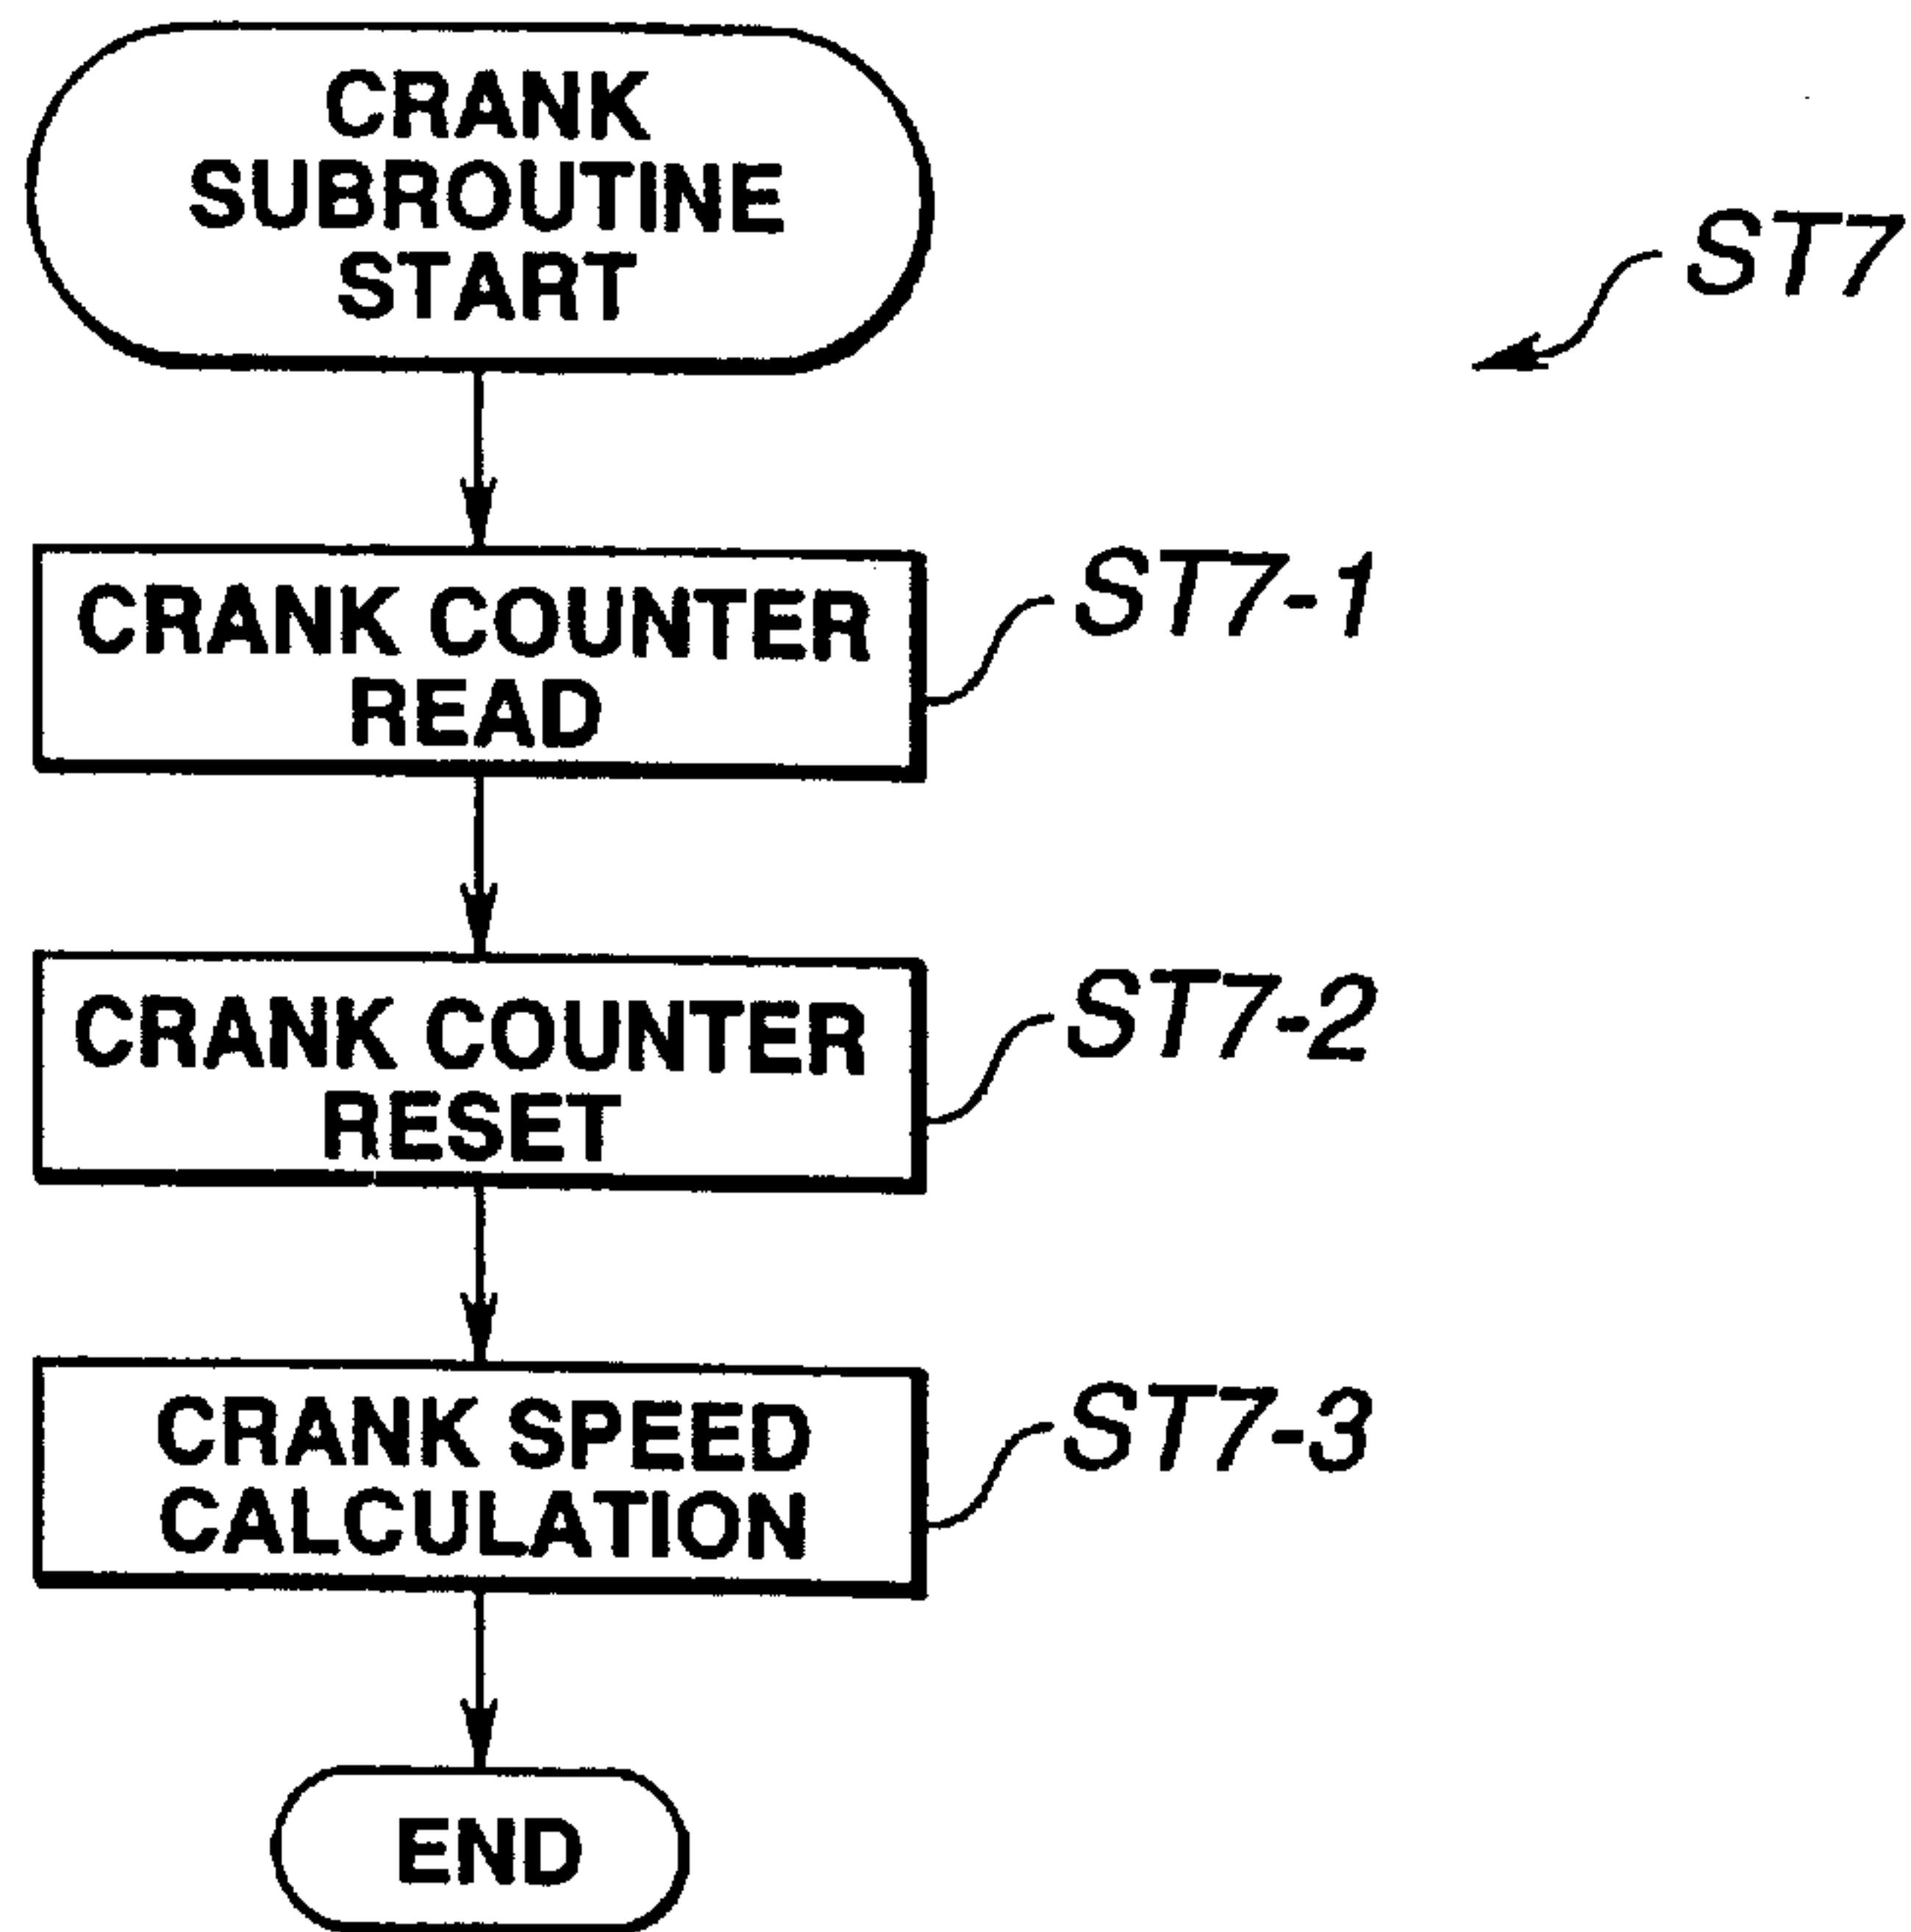 CRANK
SUBROUTINE
START
ST7
CRANK COUNTER
READ
ST7-1
CRANK COUNTER
RESET
ST7-2
CRANK SPEED
CALCULATION
ST7-3
END